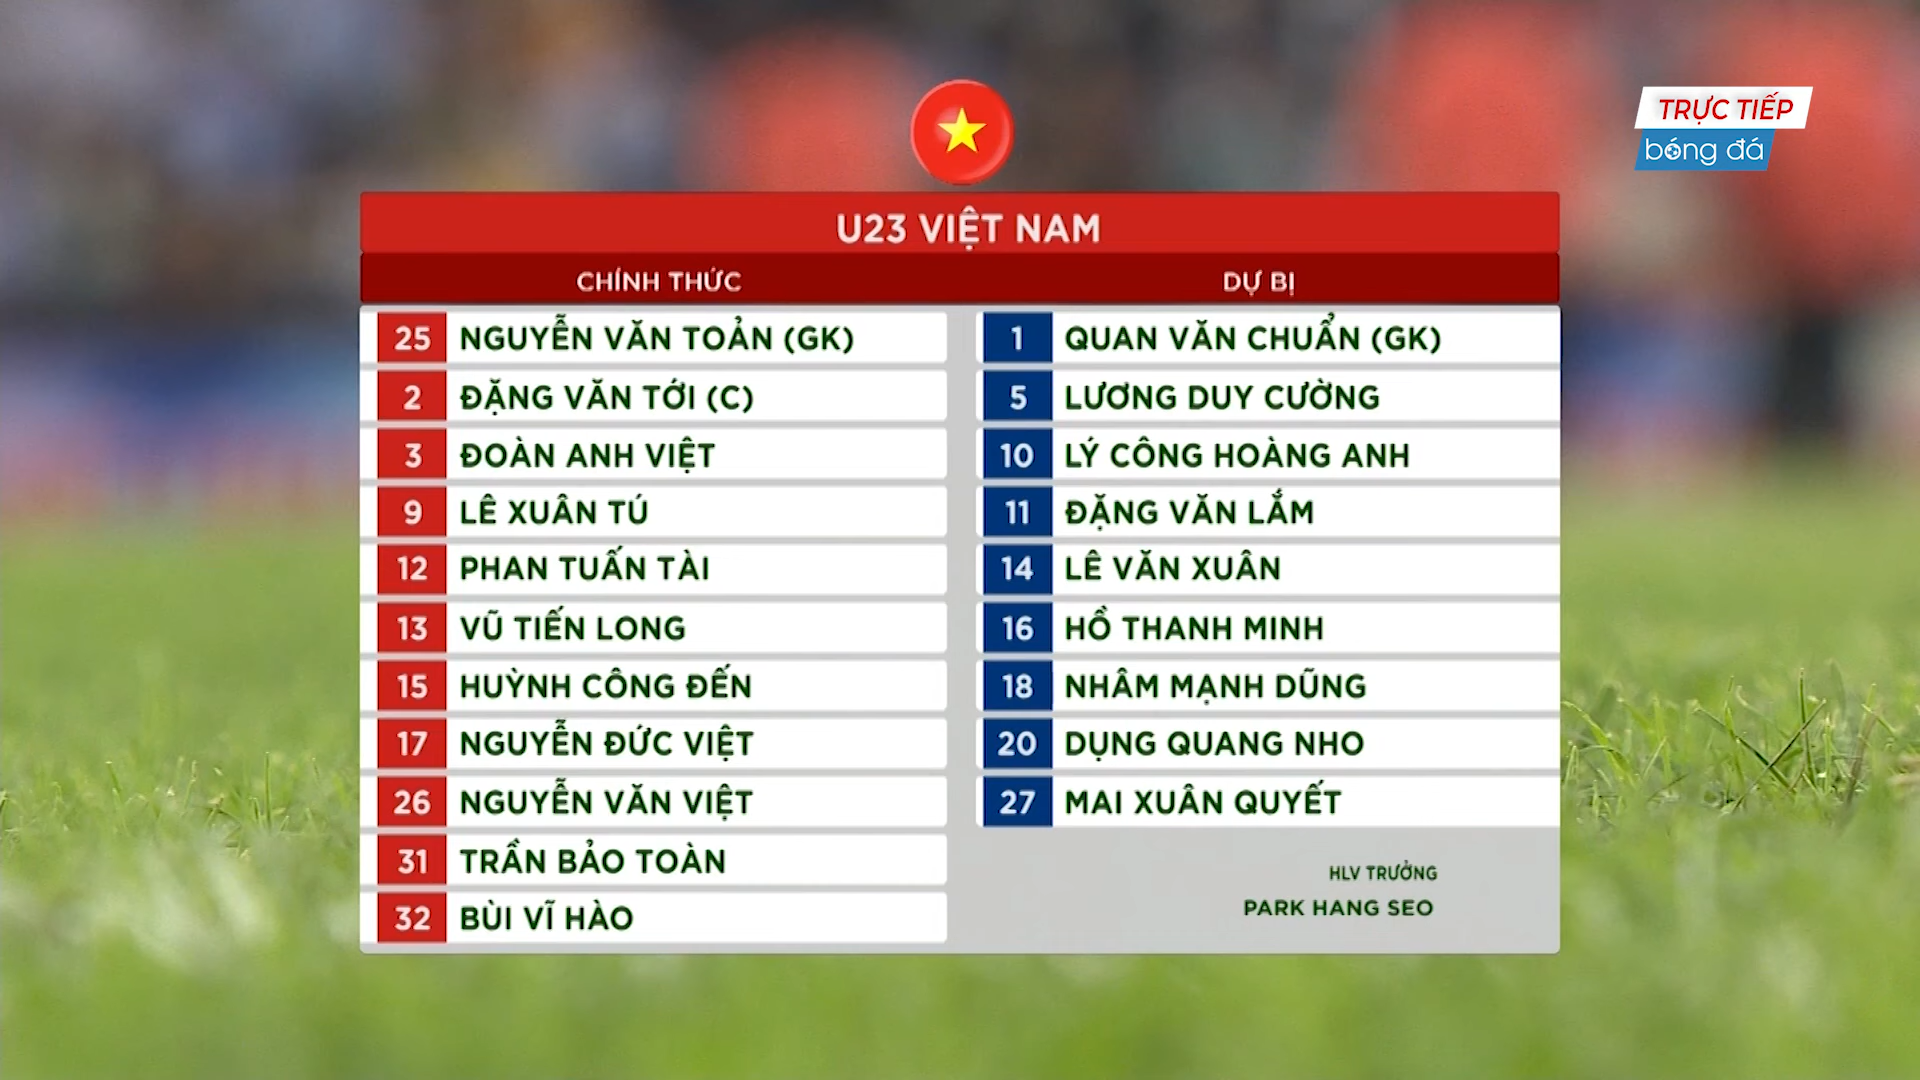 TRỰC TIẾP
bóng đá
U23 VIỆT NAM
CHÍNH THỨC
25 NGUYỄN VĂN TOẢN (GK)
2 ĐẶNG VĂN TỚI (C)
3 ĐOÀN ANH VIỆT
9 LÊ XUÂN TÚ
12 PHAN TUẤN TÀI
13 VŨ TIẾN LONG
15 HUỲNH CÔNG ĐẾN
17 NGUYỄN ĐỨC VIỆT
26 NGUYỄN VĂN VIỆT
31 TRẦN BẢO TOÀN
32 BÙI VĨ HÀO
DỰ BỊ
1 QUAN VĂN CHUẨN (GK)
5 LƯƠNG DUY CƯỜNG
10 LÝ CÔNG HOÀNG ANH
11 ĐẶNG VĂN LẮM
14 LÊ VĂN XUÂN
16 HỒ THANH MINH
18 NHÂM MẠNH DŨNG
20 DỤNG QUANG NHO
27 MAI XUÂN QUYẾT
HLV TRƯỞNG
PARK HANG SEO